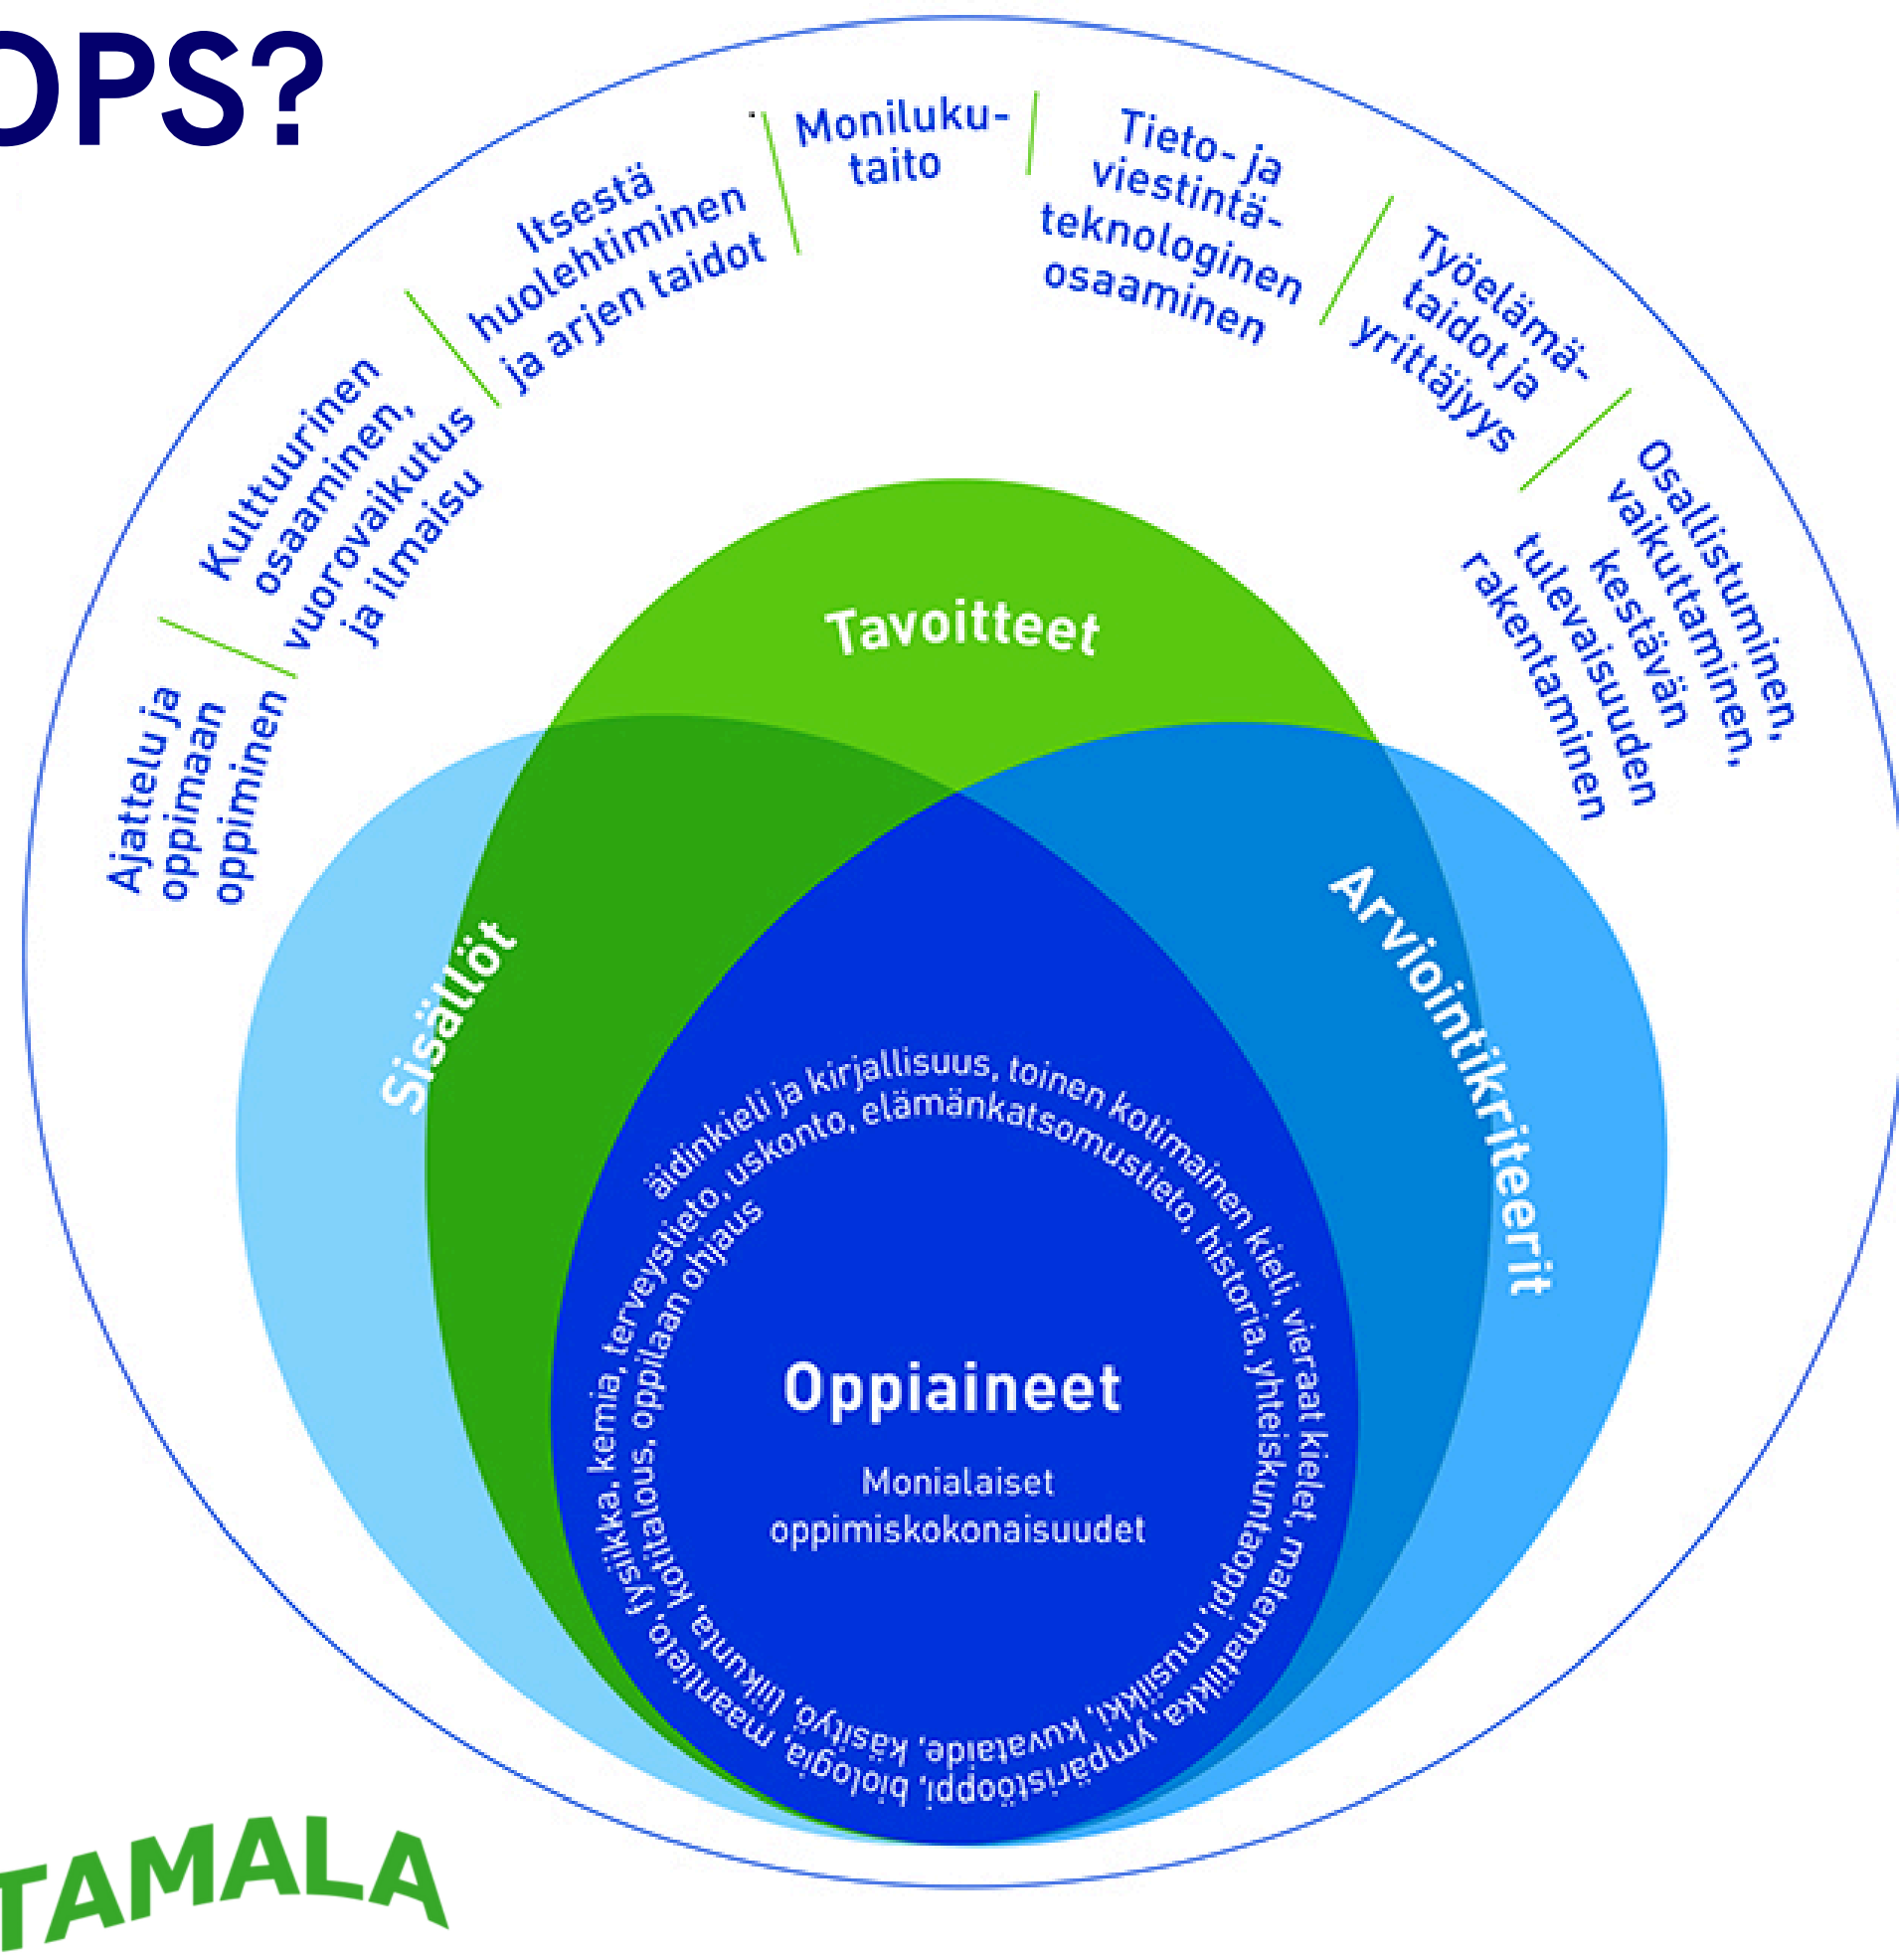 OPS?
Ajattelu ja
oppimaan
oppiminen
Kulttuurinen
osaaminen,
vuorovaikutus
ja ilmaisu
Itsestä
huolehtiminen
ja arjen taidot
Moniluku-
taito
Tieto- ja
viestintä-
teknologinen
osaaminen
Työelämä-
taidot ja
yrittäjyys
Osallistuminen,
vaikuttaminen,
kestävän
tulevaisuuden
rakentaminen
Tavoitteet
Sisällöt
Arviointikriteerit
äidinkieli ja kirjallisuus, toinen kotimainen kieli, vieraat kielet, matematiikka, ympäristöoppi, biologia, maantieto, fysiikka, kemia, terveystieto, uskonto, elämänkatsomustieto, historia, yhteiskuntaoppi, musiikki, kuvataide, käsityö, liikunta, kotitalous, oppilaan ohjaus
Oppiaineet
Monialaiset
oppimiskokonaisuudet
TAMALA